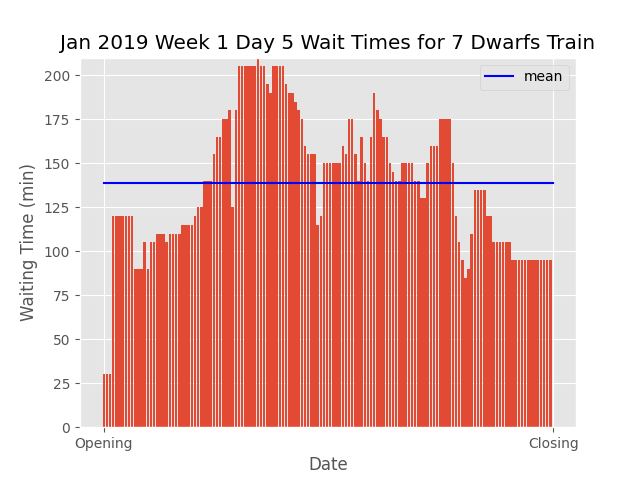 Jan 2019 Week 1 Day 5 Wait Times for 7 Dwarfs Train
mean
200
175
150
125
100
75
50
25
0
Waiting Time (min)
Opening
Closing
Date